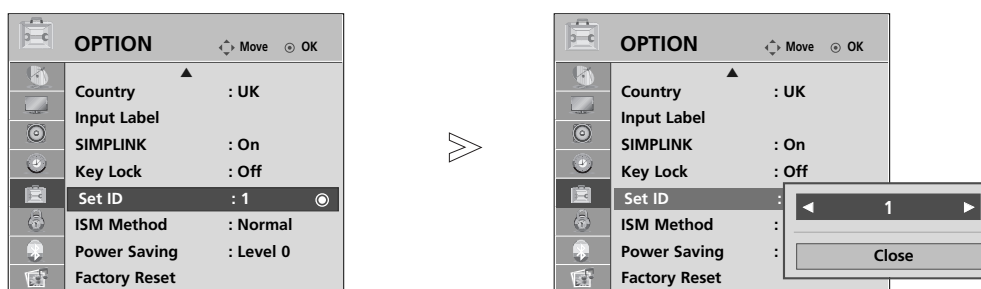 OPTION Move OK
Country : UK
Input Label
SIMPLINK : On
Key Lock : Off
Set ID : 1
ISM Method : Normal
Power Saving : Level 0
Factory Reset
OPTION Move OK
Country : UK
Input Label
SIMPLINK : On
Key Lock : Off
Set ID :
ISM Method :
Power Saving :
Factory Reset
◄ 1 ►
Close